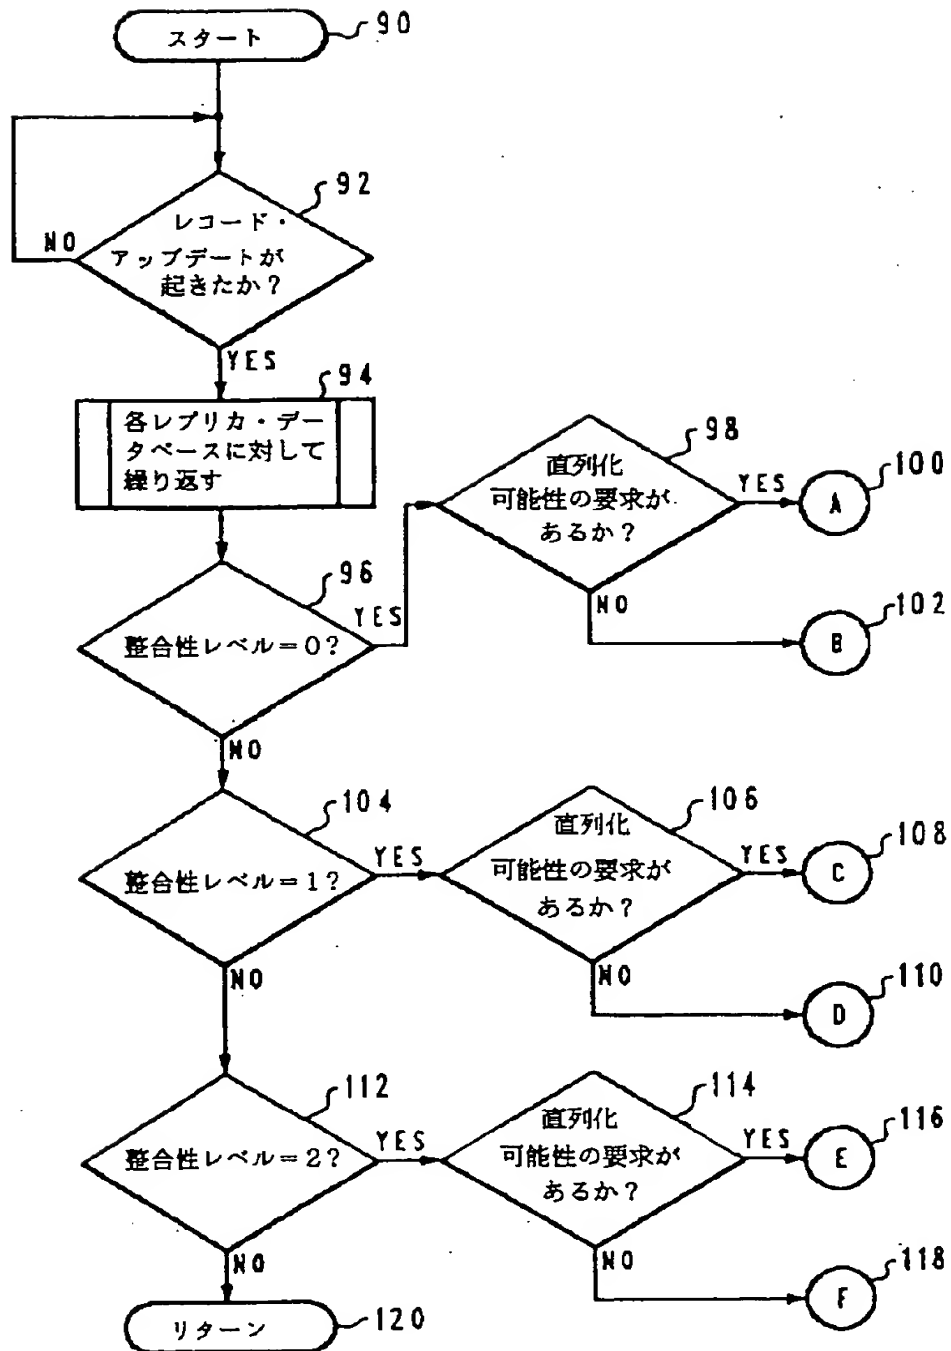 スタート
90
92
レコード・
アップデートが
起きたか？
NO
YES
94
各レプリカ・デー
タベースに対して
繰り返す
96
整合性レベル＝0？
YES
NO
98
直列化
可能性の要求が
あるか？
YES
100
A
NO
102
B
104
整合性レベル＝1？
YES
NO
106
直列化
可能性の要求が
あるか？
YES
108
C
NO
110
D
112
整合性レベル＝2？
YES
NO
114
直列化
可能性の要求が
あるか？
YES
116
E
NO
118
F
リターン
120